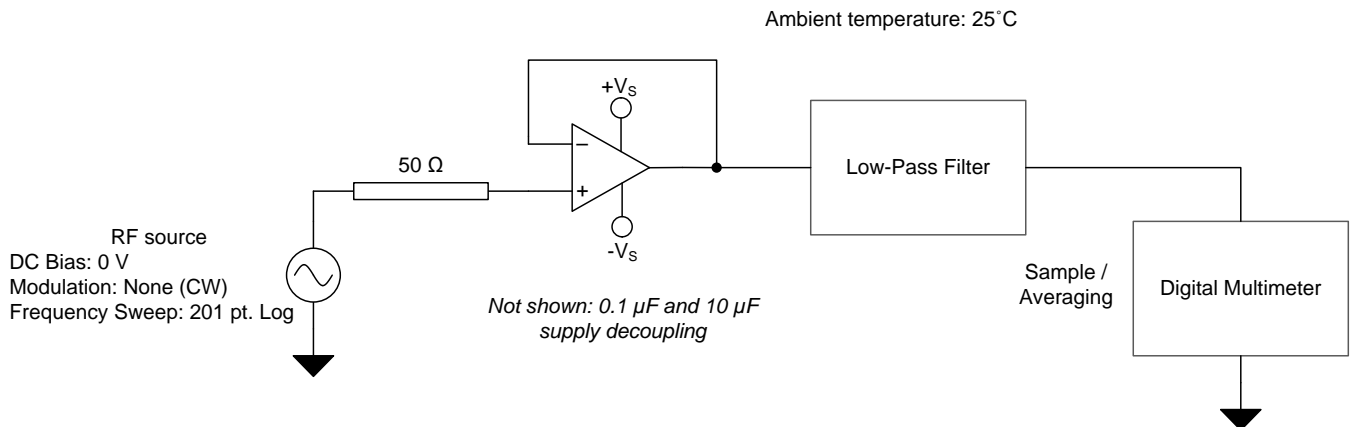 Ambient temperature: 25˚C
+VS
−
50 Ω
+
-VS
Low-Pass Filter
RF source
DC Bias: 0 V
Modulation: None (CW)
Frequency Sweep: 201 pt. Log
Not shown: 0.1 µF and 10 µF
supply decoupling
Sample /
Averaging
Digital Multimeter